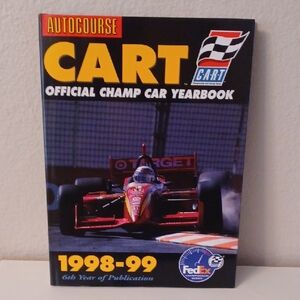 AUTOCOURSE
CART
CART
OFFICIAL CHAMP CAR YEARBOOK
TARGET
1998-99
6th Year of Publication
FedEx